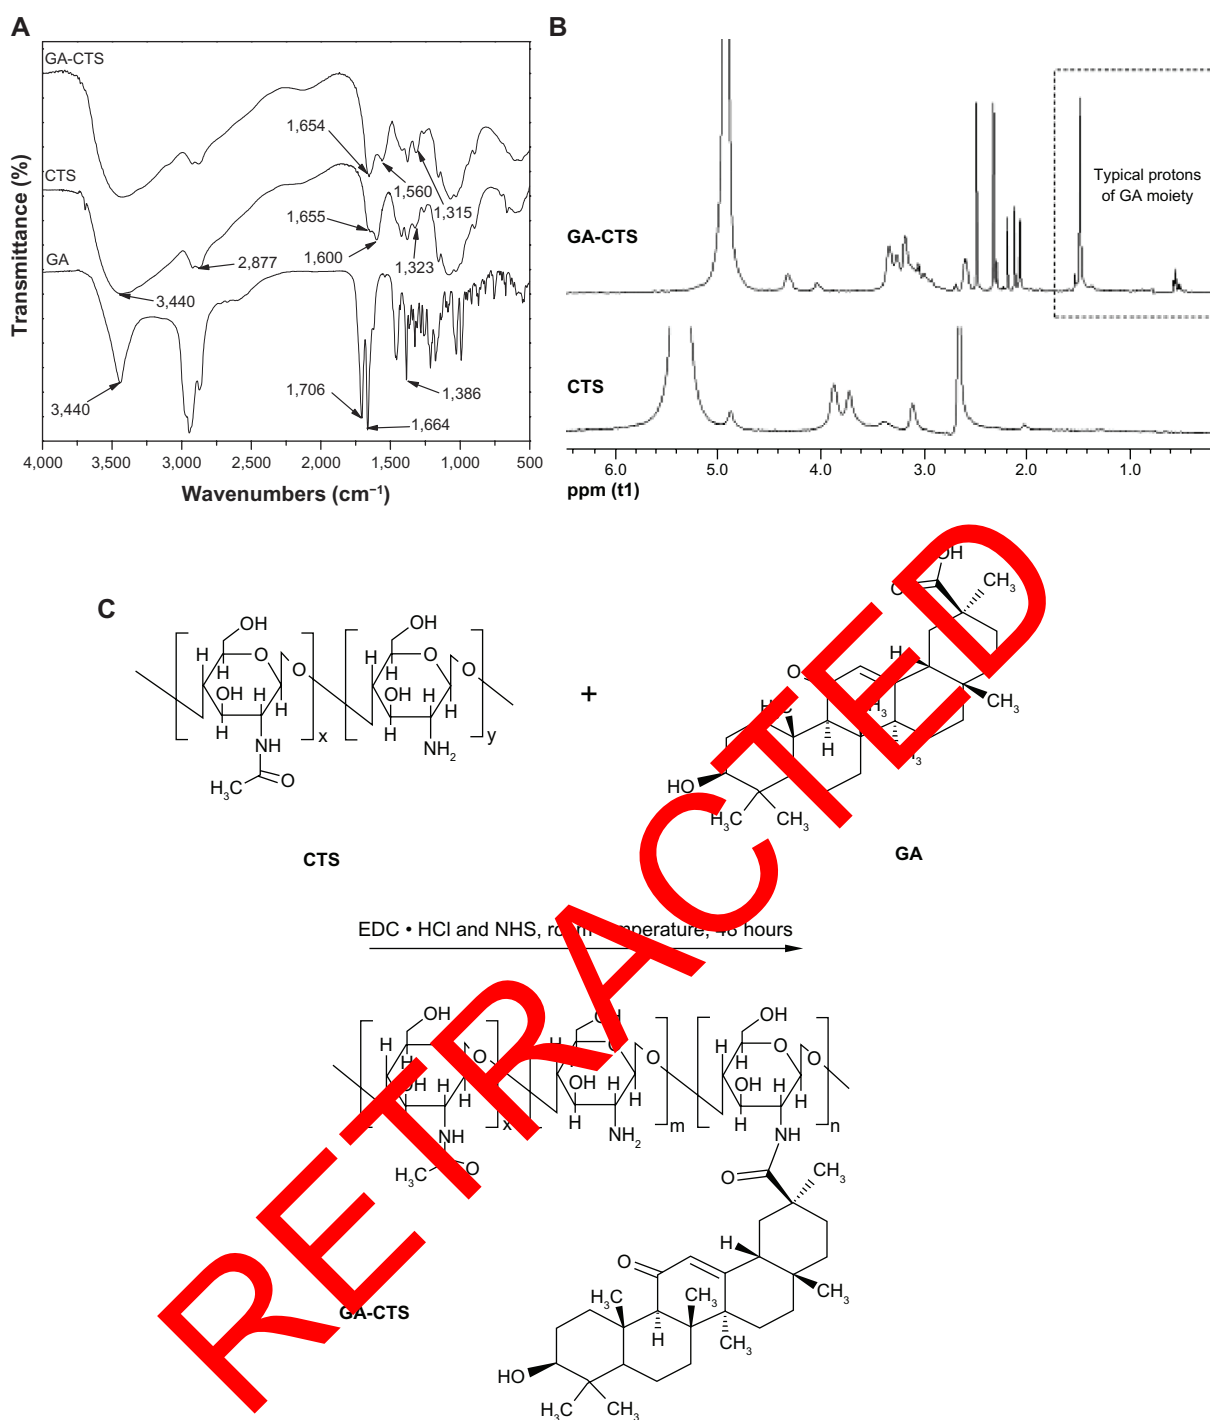 A
GA-CTS
1,654
1,560
CTS
1,655
1,315
1,600
1,323
GA
2,877
3,440
3,440
1,706
1,386
1,664
Transmittance (%)
4,000 3,500 3,000 2,500 2,000 1,500 1,000 500
Wavenumbers (cm⁻¹)
B
Typical protons
of GA moiety
GA-CTS
CTS
6.0 5.0 4.0 3.0 2.0 1.0
ppm (t1)
C
OH O H H O OH H H H NH x H₃C O
OH O H H O OH H H H NH₂ y
+
OH CH₃ H CH₃ H HO H₃C CH₃
CTS
GA
EDC • HCl and NHS, room temperature, 48 hours
OH H H O H H NH x H₃C O
H H O OH H H H NH₂ m
OH O H H O OH H H H NH n
O CH₃
H
O
CH₃
H₃C CH₃
H CH₃
HO
H₃C CH₃
GA-CTS
RETRACTED